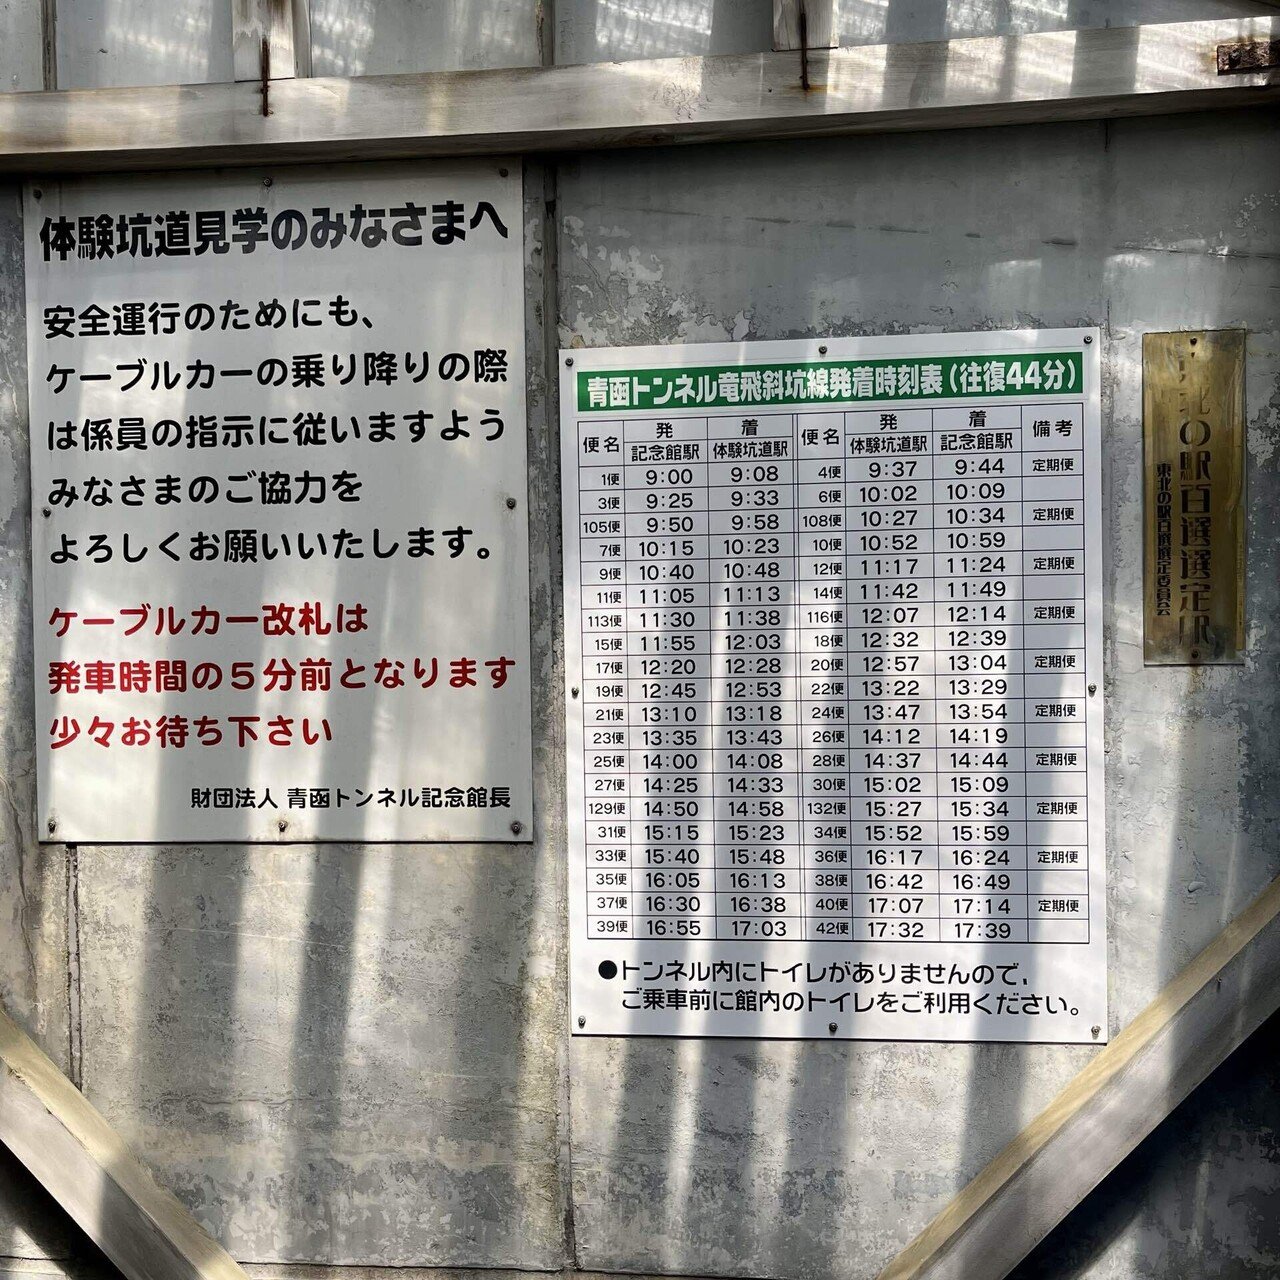 体験坑道見学のみなさまへ
安全運行のためにも、
ケーブルカーの乗り降りの際
は係員の指示に従いますよう
みなさまのご協力を
よろしくお願いいたします。
ケーブルカー改札は
発車時間の5分前となります
少々お待ち下さい
財団法人 青函トンネル記念館長
青函トンネル竜飛斜坑線発着時刻表(往復44分)
便名 発 着 便名 発 着 備考
記念館駅 体験坑道駅 体験坑道駅 記念館駅
1便 9:00 9:08 4便 9:37 9:44 定期便
3便 9:25 9:33 6便 10:02 10:09
105便 9:50 9:58 108便 10:27 10:34 定期便
7便 10:15 10:23 10便 10:52 10:59
9便 10:40 10:48 12便 11:17 11:24 定期便
11便 11:05 11:13 14便 11:42 11:49
113便 11:30 11:38 116便 12:07 12:14 定期便
15便 11:55 12:03 18便 12:32 12:39
17便 12:20 12:28 20便 12:57 13:04 定期便
19便 12:45 12:53 22便 13:22 13:29
21便 13:10 13:18 24便 13:47 13:54 定期便
23便 13:35 13:43 26便 14:12 14:19
25便 14:00 14:08 28便 14:37 14:44 定期便
27便 14:25 14:33 30便 15:02 15:09
129便 14:50 14:58 132便 15:27 15:34 定期便
31便 15:15 15:23 34便 15:52 15:59
33便 15:40 15:48 36便 16:17 16:24 定期便
35便 16:05 16:13 38便 16:42 16:49
37便 16:30 16:38 40便 17:07 17:14 定期便
39便 16:55 17:03 42便 17:32 17:39
●トンネル内にトイレがありませんので、
ご乗車前に館内のトイレをご利用ください。
東北の駅百選選定駅
東北の駅百選選定委員会